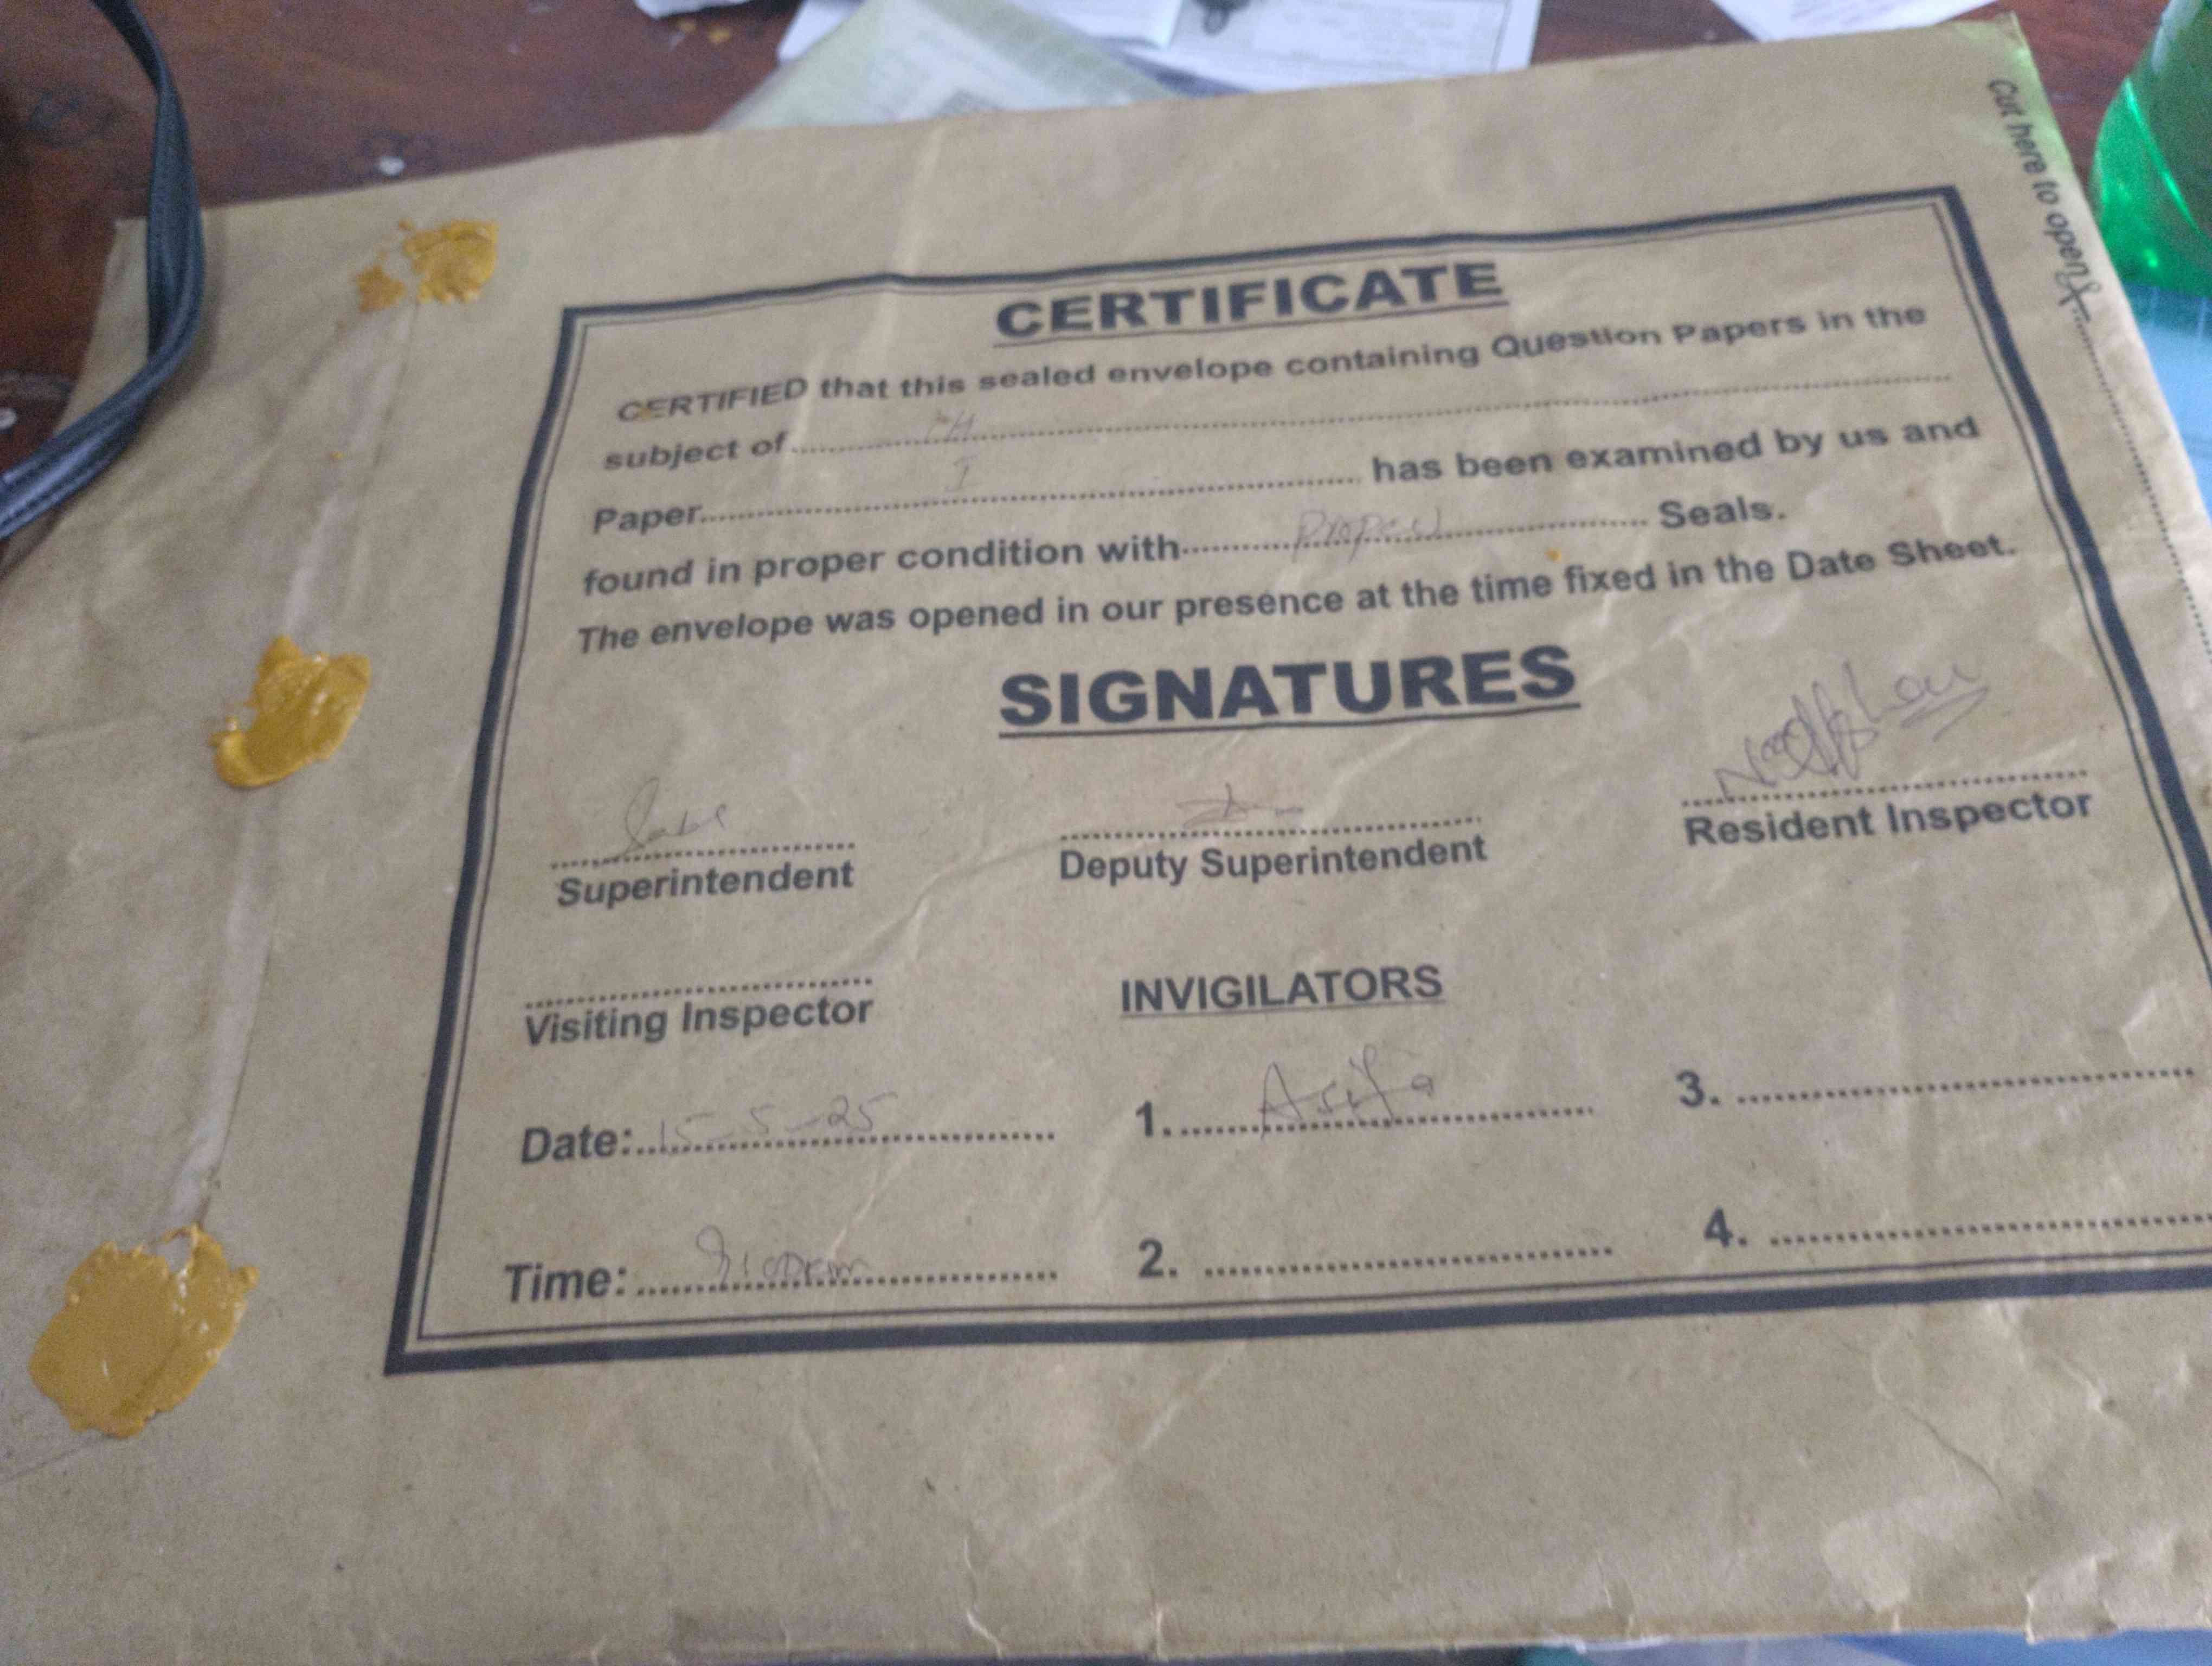 Cut here to open
CERTIFICATE
CERTIFIED that this sealed envelope containing Question Papers in the
subject of
Paper I has been examined by us and
found in proper condition with Seals.
The envelope was opened in our presence at the time fixed in the Date Sheet.
SIGNATURES
Superintendent Deputy Superintendent Resident Inspector
Visiting Inspector INVIGILATORS
Date: 15-5-25 1. Asifa 3.
Time: 2. 4.